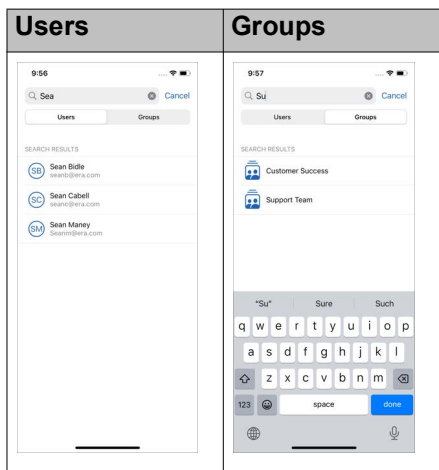 Users
Groups
9:56
Sea
Cancel
Users
Groups
SEARCH RESULTS
SB
Sean Bidle
seanb@era.com
SC
Sean Cabell
seanc@era.com
SM
Sean Maney
Seanm@era.com
9:57
Su
Cancel
Users
Groups
SEARCH RESULTS
Customer Success
Support Team
"Su" Sure Such
q w e r t y u i o p
a s d f g h j k l
z x c v b n m
123 space done